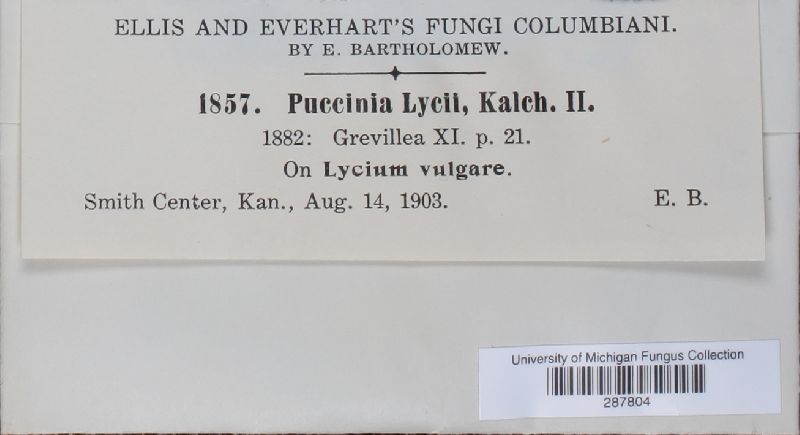 ELLIS AND EVERHART'S FUNGI COLUMBIANI.
BY E. BARTHOLOMEW.
1857. Puccinia Lycii, Kalch. II.
1882: Grevillea XI. p. 21.
On Lycium vulgare.
Smith Center, Kan., Aug. 14, 1903. E. B.
University of Michigan Fungus Collection
287804